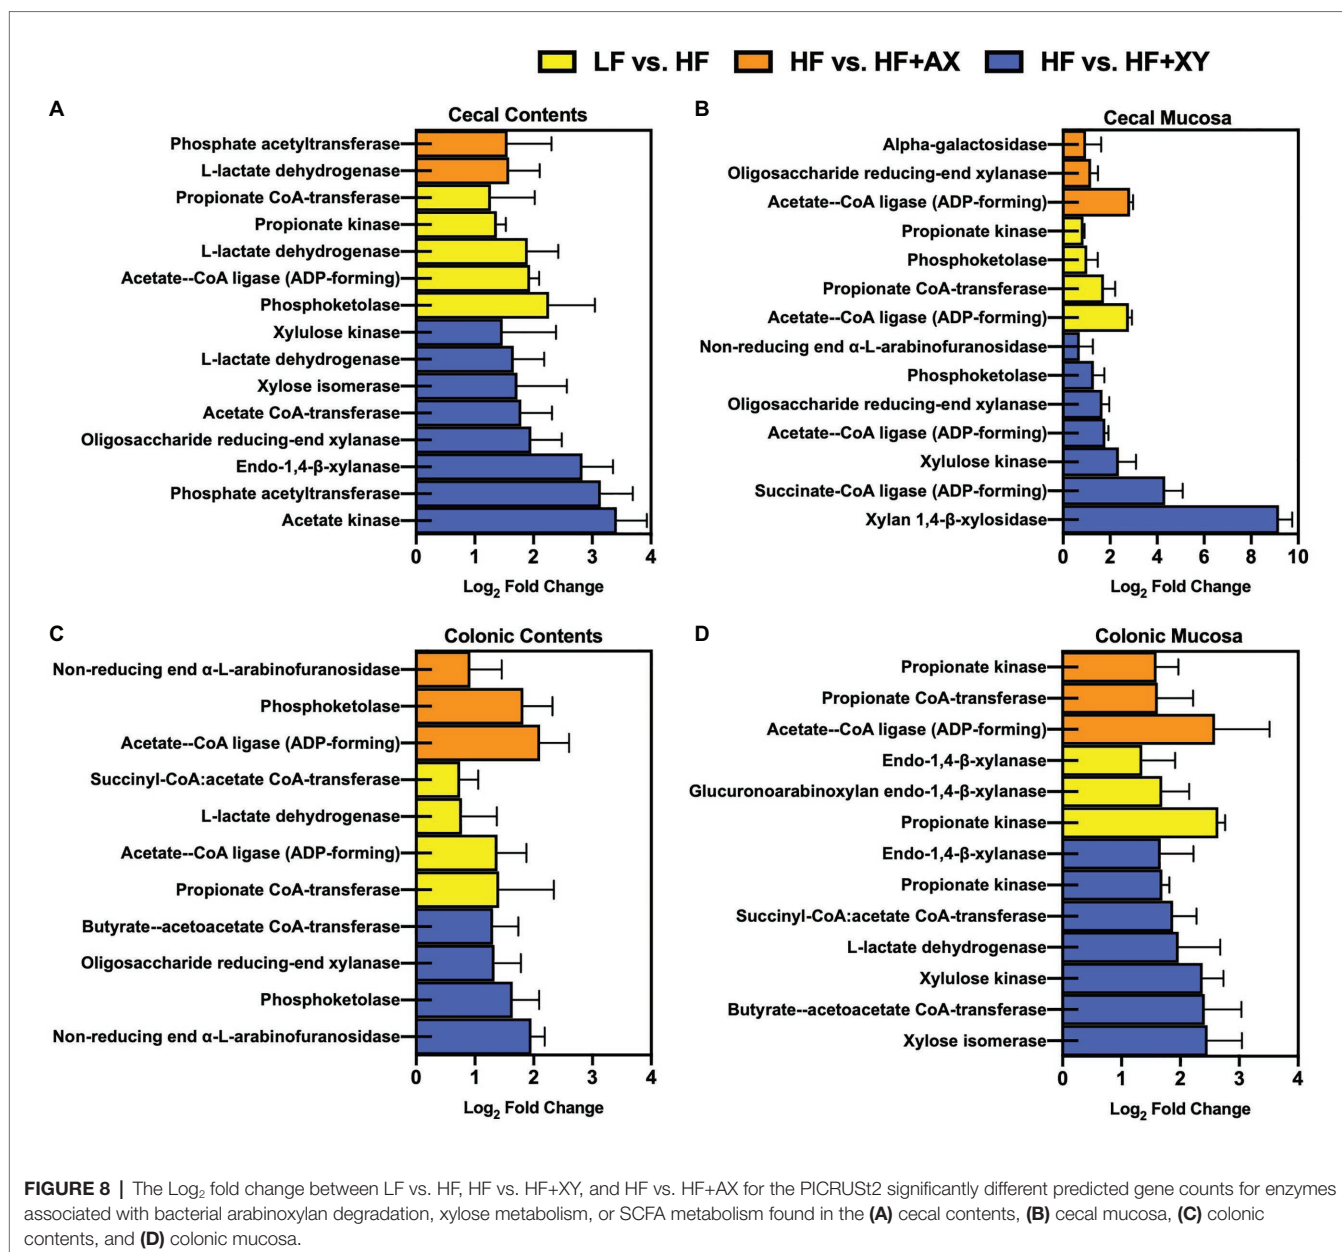 LF vs. HF HF vs. HF+AX HF vs. HF+XY
A
Cecal Contents
Phosphate acetyltransferase
L-lactate dehydrogenase
Propionate CoA-transferase
Propionate kinase
L-lactate dehydrogenase
Acetate--CoA ligase (ADP-forming)
Phosphoketolase
Xylulose kinase
L-lactate dehydrogenase
Xylose isomerase
Acetate CoA-transferase
Oligosaccharide reducing-end xylanase
Endo-1,4-β-xylanase
Phosphate acetyltransferase
Acetate kinase
0 1 2 3 4
Log₂ Fold Change
B
Cecal Mucosa
Alpha-galactosidase
Oligosaccharide reducing-end xylanase
Acetate--CoA ligase (ADP-forming)
Propionate kinase
Phosphoketolase
Propionate CoA-transferase
Acetate--CoA ligase (ADP-forming)
Non-reducing end α-L-arabinofuranosidase
Phosphoketolase
Oligosaccharide reducing-end xylanase
Acetate--CoA ligase (ADP-forming)
Xylulose kinase
Succinate-CoA ligase (ADP-forming)
Xylan 1,4-β-xylosidase
0 2 4 6 8 10
Log₂ Fold Change
C
Colonic Contents
Non-reducing end α-L-arabinofuranosidase
Phosphoketolase
Acetate--CoA ligase (ADP-forming)
Succinyl-CoA:acetate CoA-transferase
L-lactate dehydrogenase
Acetate--CoA ligase (ADP-forming)
Propionate CoA-transferase
Butyrate--acetoacetate CoA-transferase
Oligosaccharide reducing-end xylanase
Phosphoketolase
Non-reducing end α-L-arabinofuranosidase
0 1 2 3 4
Log₂ Fold Change
D
Colonic Mucosa
Propionate kinase
Propionate CoA-transferase
Acetate--CoA ligase (ADP-forming)
Endo-1,4-β-xylanase
Glucuronoarabinoxylan endo-1,4-β-xylanase
Propionate kinase
Endo-1,4-β-xylanase
Propionate kinase
Succinyl-CoA:acetate CoA-transferase
L-lactate dehydrogenase
Xylulose kinase
Butyrate--acetoacetate CoA-transferase
Xylose isomerase
0 1 2 3 4
Log₂ Fold Change
FIGURE 8 | The Log₂ fold change between LF vs. HF, HF vs. HF+XY, and HF vs. HF+AX for the PICRUSt2 significantly different predicted gene counts for enzymes
associated with bacterial arabinoxylan degradation, xylose metabolism, or SCFA metabolism found in the (A) cecal contents, (B) cecal mucosa, (C) colonic
contents, and (D) colonic mucosa.